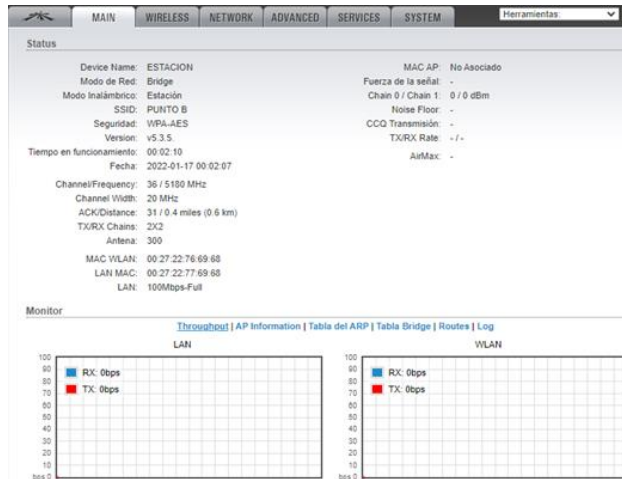 MAIN WIRELESS NETWORK ADVANCED SERVICES SYSTEM Herramientas:
Status
Device Name: ESTACION
Modo de Red: Bridge
Modo Inalámbrico: Estación
SSID: PUNTO B
Seguridad: WPA-AES
Version: v5.3.5.
Tiempo en funcionamiento: 00:02:10
Fecha: 2022-01-17 00:02:07
Channel/Frequency: 36 / 5180 MHz
Channel Width: 20 MHz
ACK/Distance: 31 / 0.4 miles (0.6 km)
TX/RX Chains: 2X2
Antena: 300
MAC WLAN: 00:27:22:76:69:68
LAN MAC: 00:27:22:77:69:68
LAN: 100Mbps-Full
MAC AP: No Asociado
Fuerza de la señal: -
Chain 0 / Chain 1: 0 / 0 dBm
Noise Floor: -
CCQ Transmisión: -
TX/RX Rate: - / -
AirMax: -
Monitor
Throughput | AP Information | Tabla del ARP | Tabla Bridge | Routes | Log
LAN
100
90
80
70
60
50
40
30
20
10
bps 0
RX: 0bps
TX: 0bps
WLAN
100
90
80
70
60
50
40
30
20
10
bps 0
RX: 0bps
TX: 0bps